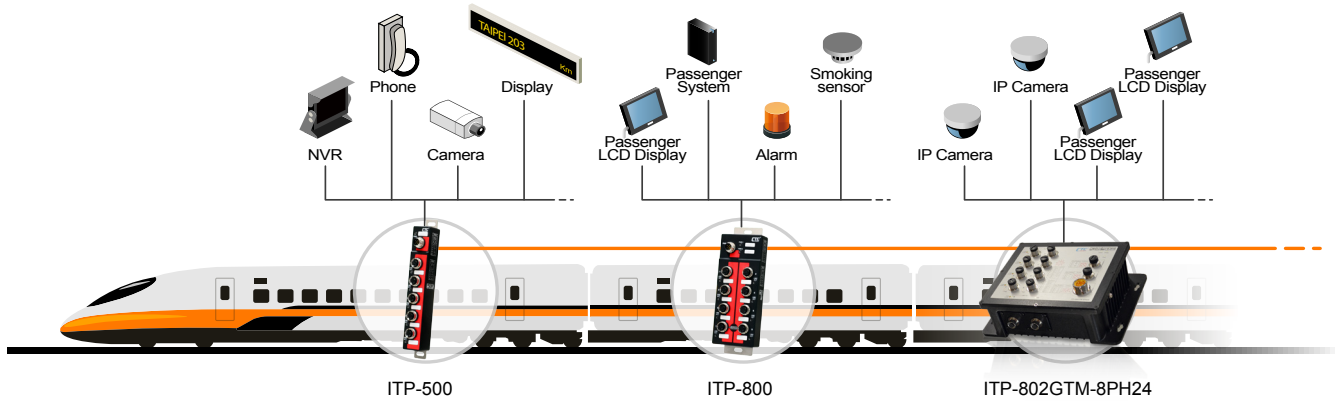 TAIPEI 203
Km
Phone
Display
NVR
Camera
Passenger
System
Smoking
sensor
Passenger
LCD Display
Alarm
IP Camera
Passenger
LCD Display
IP Camera
Passenger
LCD Display
ITP-500
ITP-800
ITP-802GTM-8PH24